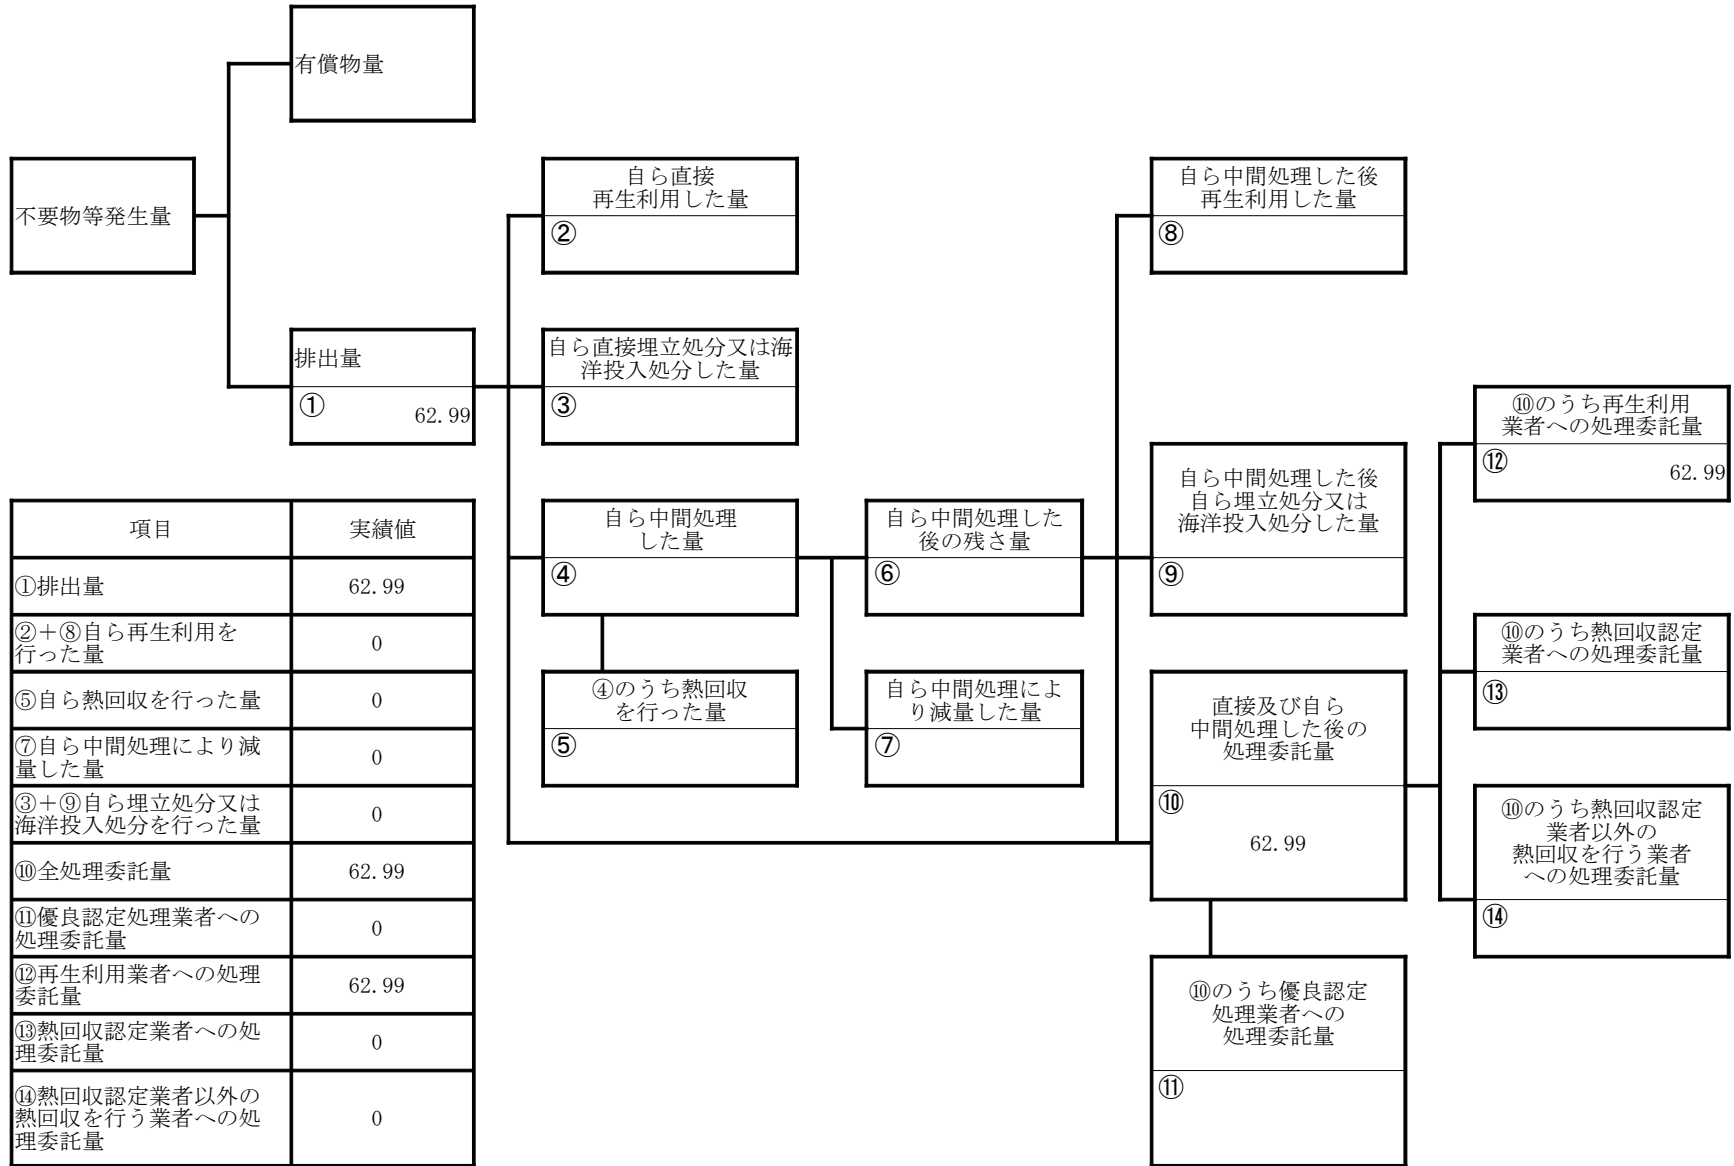 有償物量
不要物等発生量
自ら直接
再生利用した量
②
自ら中間処理した後
再生利用した量
⑧
排出量
①
62.99
自ら直接埋立処分又は海
洋投入処分した量
③
自ら中間処理
した量
④
自ら中間処理した
後の残さ量
⑥
自ら中間処理した後
自ら埋立処分又は
海洋投入処分した量
⑨
⑩のうち再生利用
業者への処理委託量
⑫
62.99
④のうち熱回収
を行った量
⑤
自ら中間処理によ
り減量した量
⑦
直接及び自ら
中間処理した後の
処理委託量
⑩
62.99
⑩のうち熱回収認定
業者への処理委託量
⑬
⑩のうち熱回収認定
業者以外の
熱回収を行う業者
への処理委託量
⑭
⑩のうち優良認定
処理業者への
処理委託量
⑪
項目 実績値
①排出量 62.99
②+⑧自ら再生利用を
行った量 0
⑤自ら熱回収を行った量 0
⑦自ら中間処理により減
量した量 0
③+⑨自ら埋立処分又は
海洋投入処分を行った量 0
⑩全処理委託量 62.99
⑪優良認定処理業者への
処理委託量 0
⑫再生利用業者への処理
委託量 62.99
⑬熱回収認定業者への処
理委託量 0
⑭熱回収認定業者以外の
熱回収を行う業者への処
理委託量 0